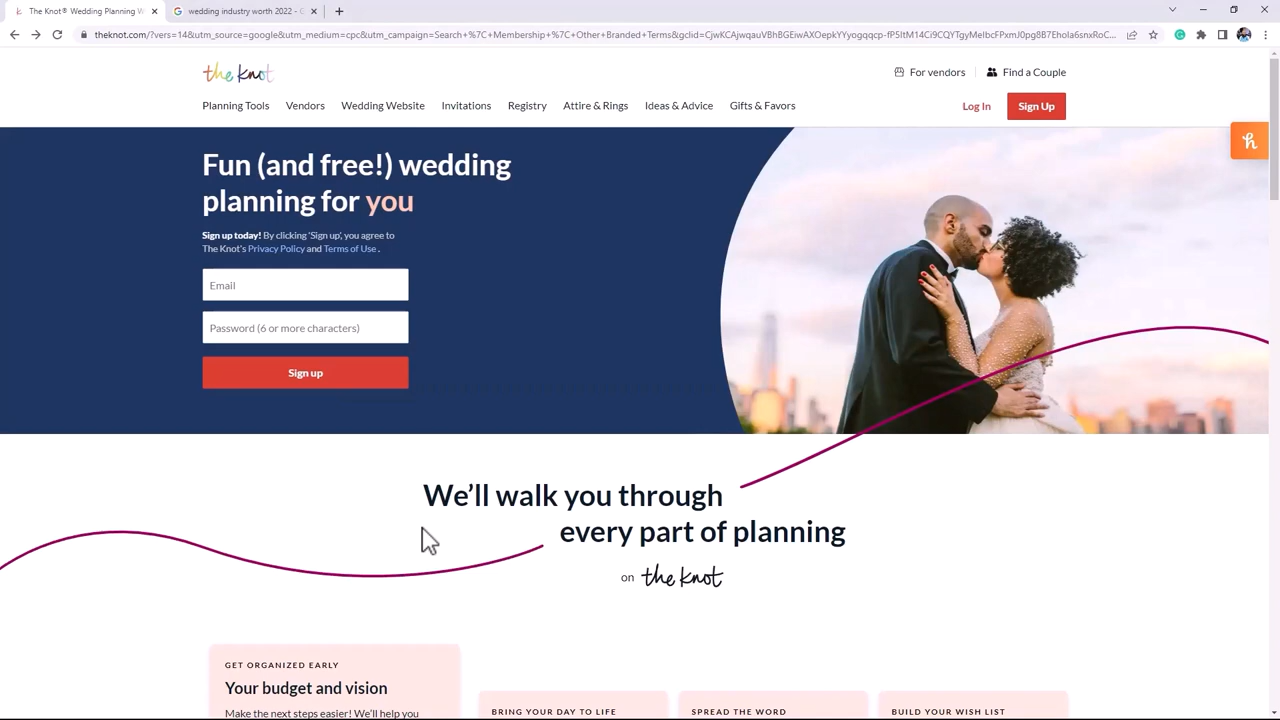 The Knot® Wedding Planning W
wedding industry worth 2022 - G
theknot.com/?vers=14&utm_source=google&utm_medium=cpc&utm_campaign=Search+%7C+Membership+%7C+Other+Branded+Terms
the knot
For vendors
Find a Couple
Planning Tools
Vendors
Wedding Website
Invitations
Registry
Attire & Rings
Ideas & Advice
Gifts & Favors
Log In
Sign Up
Fun (and free!) wedding
planning for you
Sign up today! By clicking 'Sign up', you agree to
The Knot's Privacy Policy and Terms of Use .
Email
Password (6 or more characters)
Sign up
We'll walk you through
every part of planning
on the knot
GET ORGANIZED EARLY
Your budget and vision
Make the next steps easier! We'll help you
BRING YOUR DAY TO LIFE
SPREAD THE WORD
BUILD YOUR WISH LIST